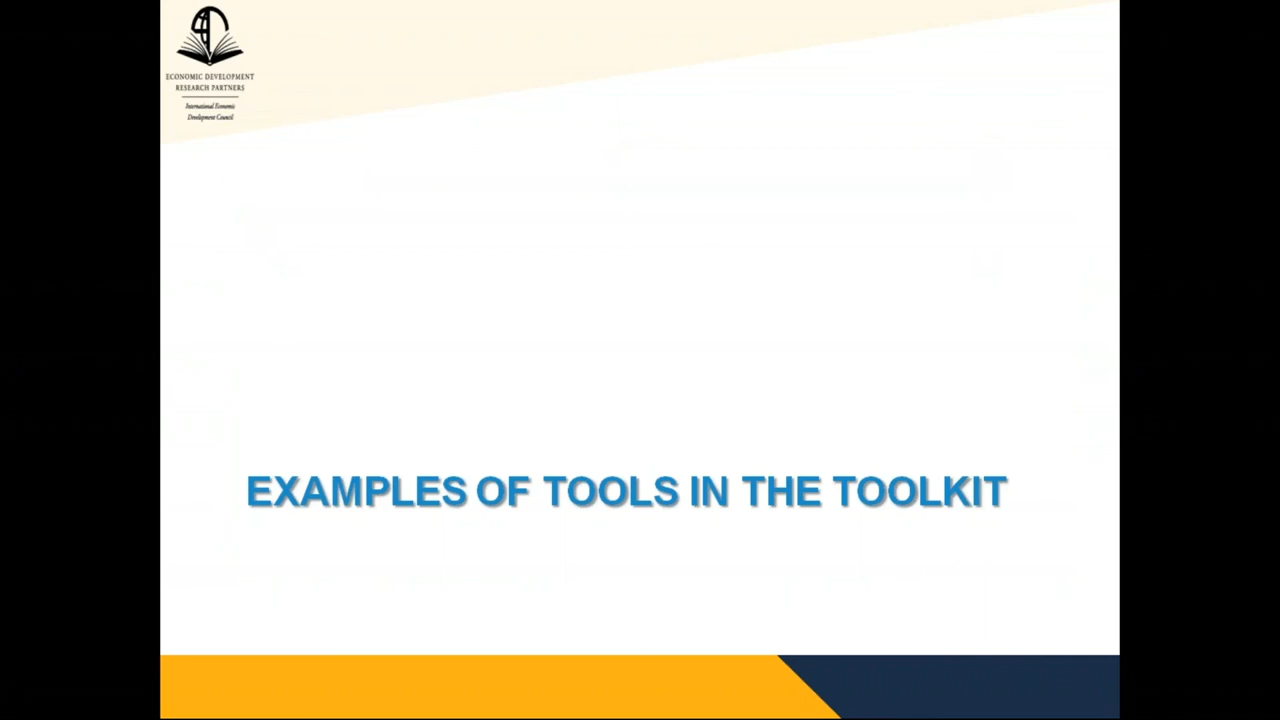 ECONOMIC DEVELOPMENT
RESEARCH PARTNERS
International Economic
Development Council
EXAMPLES OF TOOLS IN THE TOOLKIT